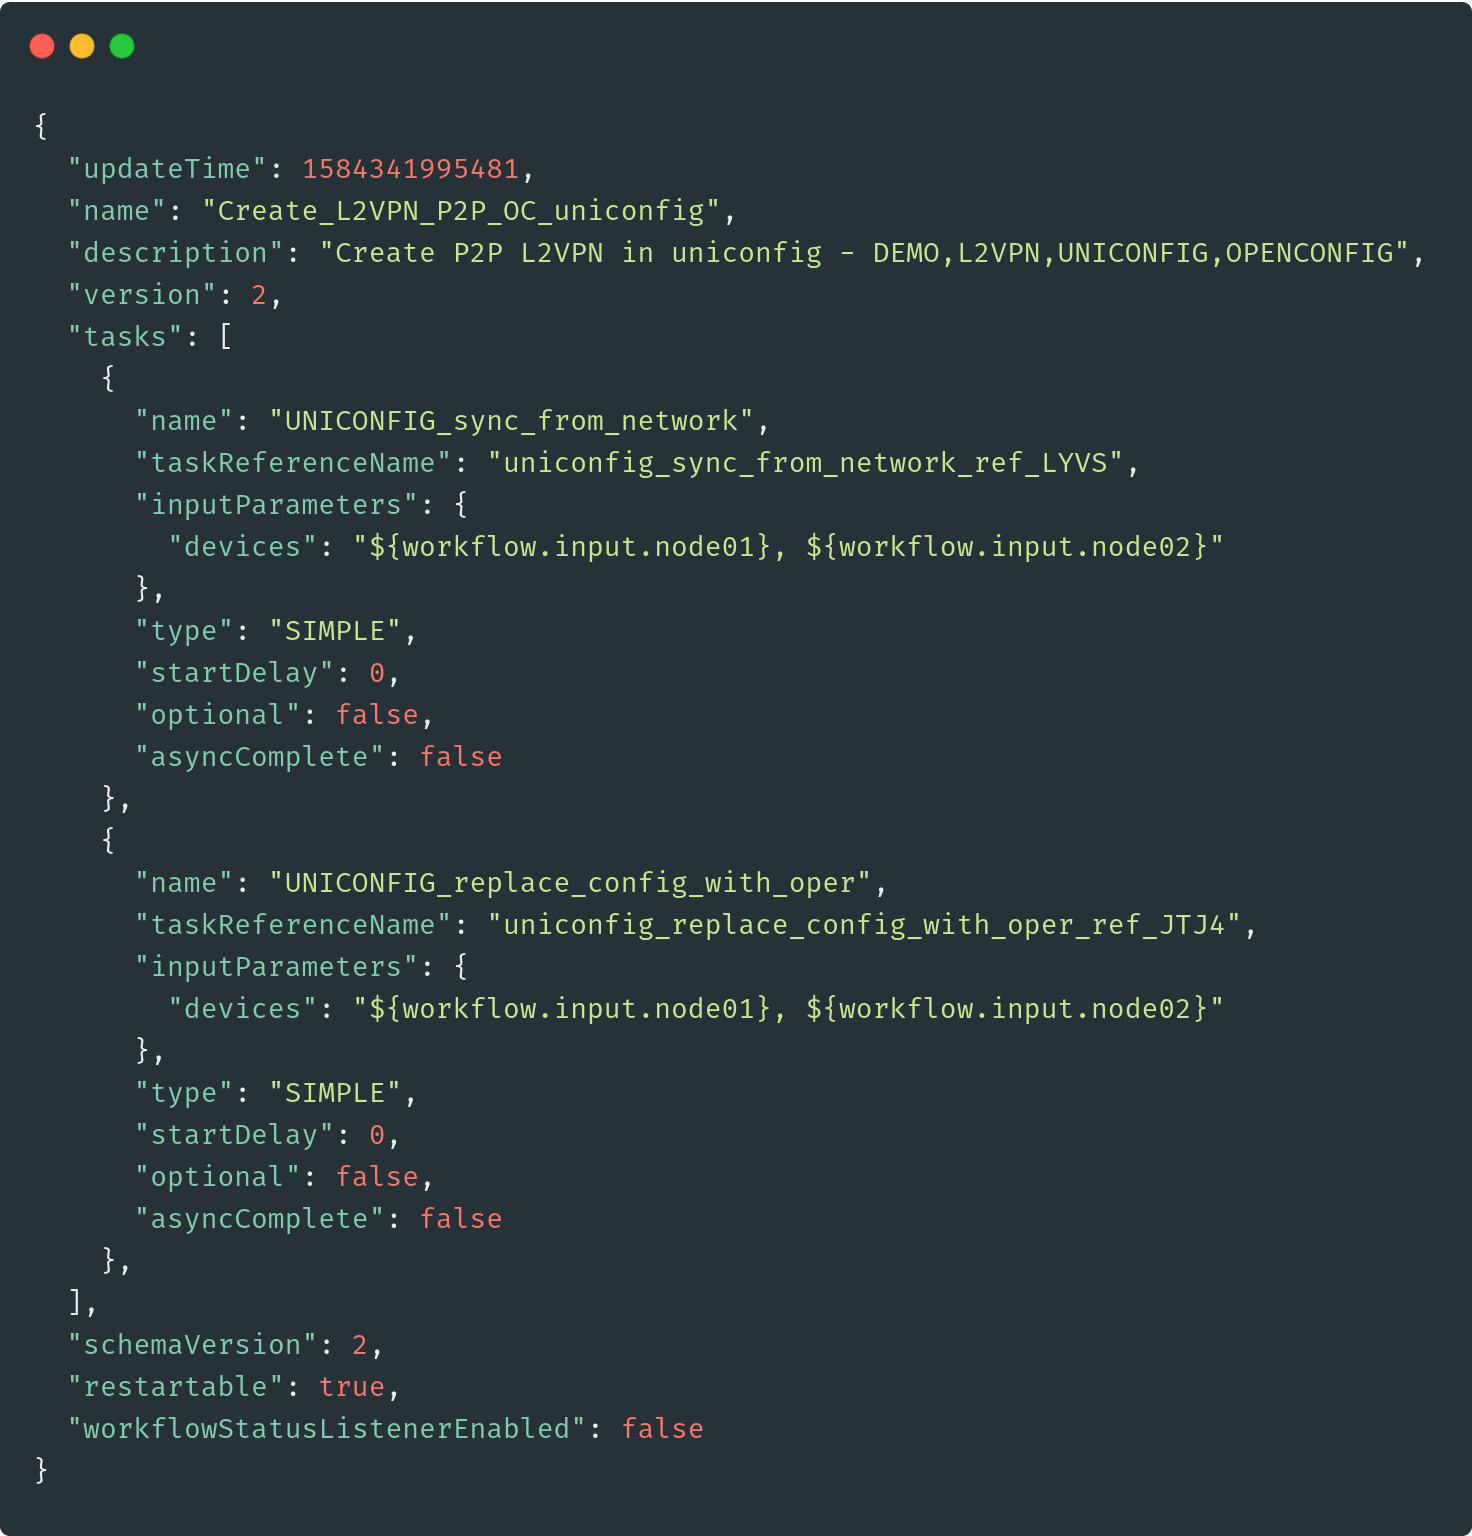 {
  "updateTime": 1584341995481,
  "name": "Create_L2VPN_P2P_OC_uniconfig",
  "description": "Create P2P L2VPN in uniconfig - DEMO,L2VPN,UNICONFIG,OPENCONFIG",
  "version": 2,
  "tasks": [
    {
      "name": "UNICONFIG_sync_from_network",
      "taskReferenceName": "uniconfig_sync_from_network_ref_LYVS",
      "inputParameters": {
        "devices": "${workflow.input.node01}, ${workflow.input.node02}"
      },
      "type": "SIMPLE",
      "startDelay": 0,
      "optional": false,
      "asyncComplete": false
    },
    {
      "name": "UNICONFIG_replace_config_with_oper",
      "taskReferenceName": "uniconfig_replace_config_with_oper_ref_JTJ4",
      "inputParameters": {
        "devices": "${workflow.input.node01}, ${workflow.input.node02}"
      },
      "type": "SIMPLE",
      "startDelay": 0,
      "optional": false,
      "asyncComplete": false
    },
  ],
  "schemaVersion": 2,
  "restartable": true,
  "workflowStatusListenerEnabled": false
}